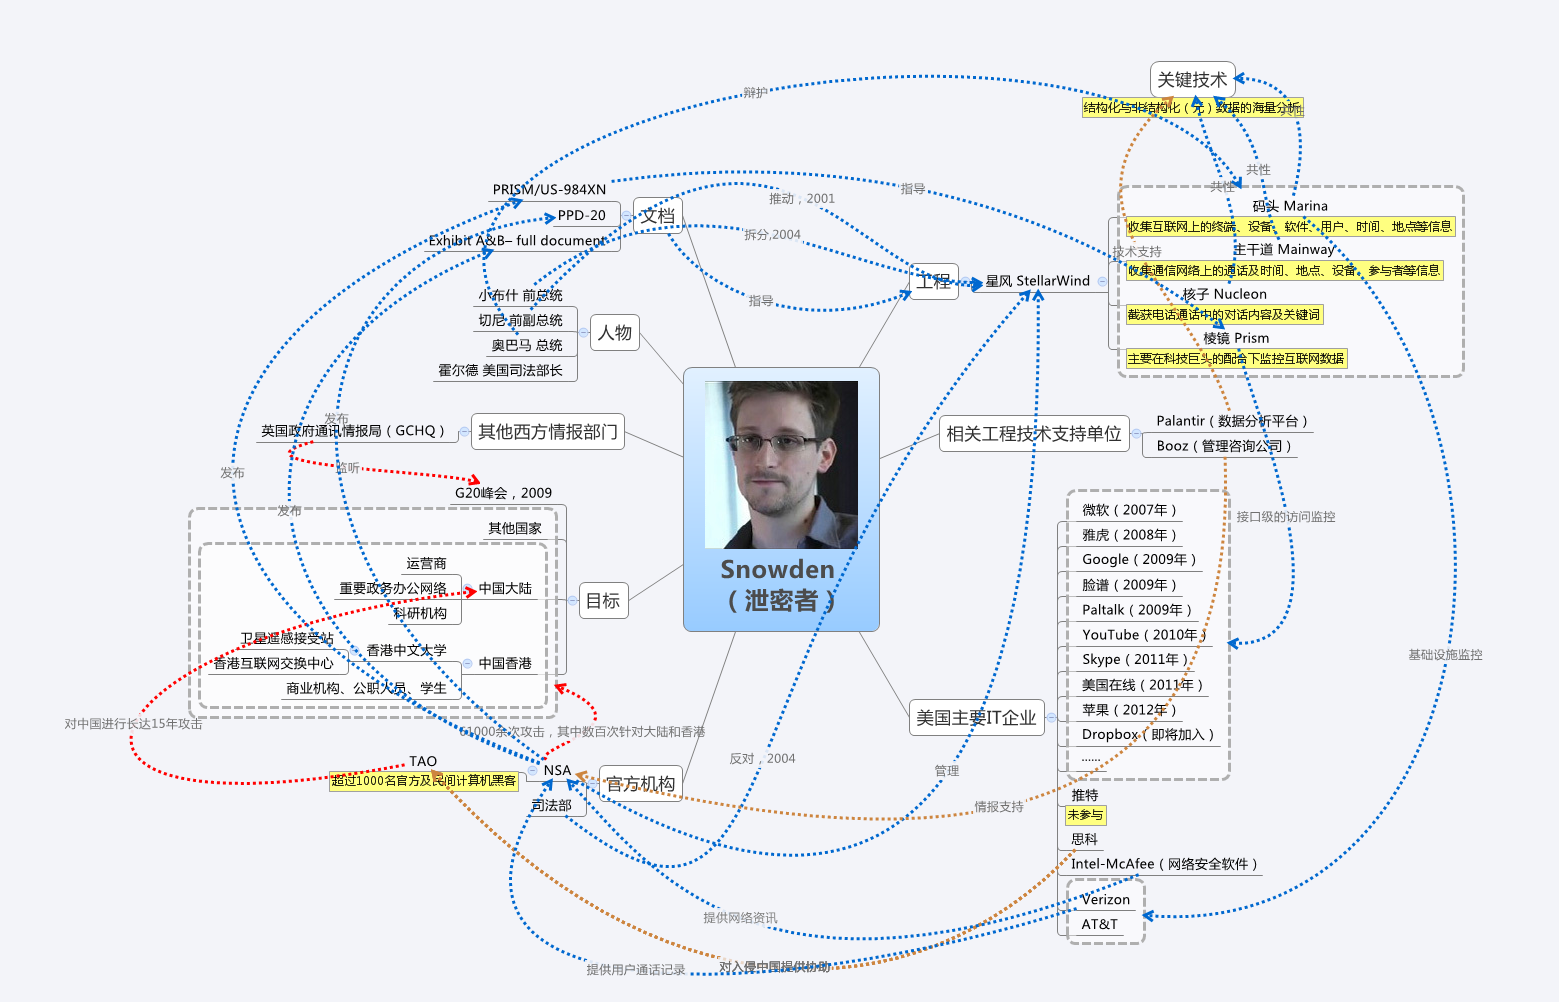 关键技术
结构化与非结构化（元）数据的海量分析
共性
共性
共性
辩护
指导
推动，2001
拆分,2004
指导
技术支持
PRISM/US-984XN
PPD-20
Exhibit A&B– full document
文档
小布什 前总统
切尼 前副总统
奥巴马 总统
霍尔德 美国司法部长
人物
工程
星风 StellarWind
码头 Marina
收集互联网上的终端、设备、软件、用户、时间、地点等信息
主干道 Mainway
收集通信网络上的通话及时间、地点、设备、参与者等信息
核子 Nucleon
截获电话通话中的对话内容及关键词
棱镜 Prism
主要在科技巨头的配合下监控互联网数据
发布
英国政府通讯情报局（GCHQ）
其他西方情报部门
监听
发布
发布
相关工程技术支持单位
Palantir（数据分析平台）
Booz（管理咨询公司）
Snowden
（泄密者）
G20峰会，2009
其他国家
运营商
重要政务办公网络
科研机构
中国大陆
卫星遥感接受站
香港互联网交换中心
香港中文大学
商业机构、公职人员、学生
中国香港
目标
接口级的访问监控
基础设施监控
微软（2007年）
雅虎（2008年）
Google（2009年）
脸谱（2009年）
Paltalk（2009年）
YouTube（2010年）
Skype（2011年）
美国在线（2011年）
苹果（2012年）
Dropbox（即将加入）
......
美国主要IT企业
推特
未参与
思科
Intel-McAfee（网络安全软件）
Verizon
AT&T
对中国进行长达15年攻击
61000余次攻击，其中数百次针对大陆和香港
TAO
超过1000名官方及民间计算机黑客
NSA
司法部
官方机构
反对，2004
管理
情报支持
提供网络资讯
提供用户通话记录
对入侵中国提供协助